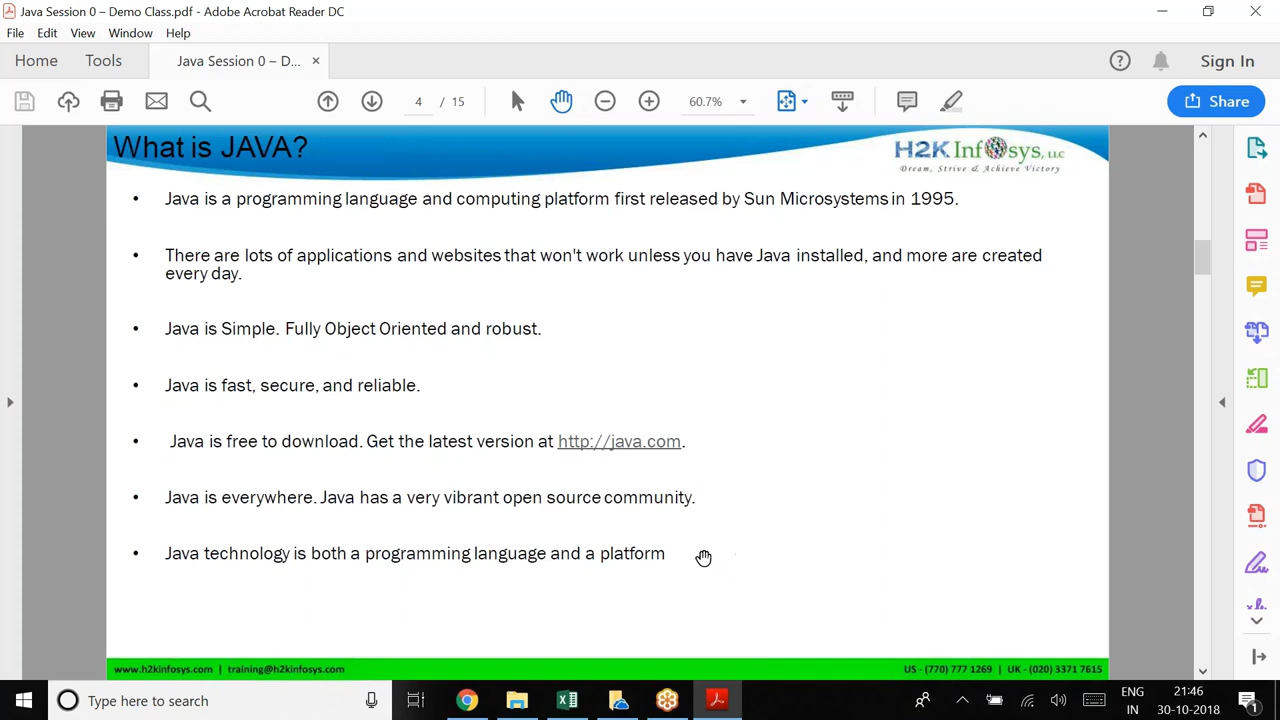 Java Session 0 – Demo Class.pdf - Adobe Acrobat Reader DC
File Edit View Window Help
Home Tools Java Session 0 – D... × Sign In
4 / 15 60.7% Share
What is JAVA?
H2K Infosys, LLC
Dream, Strive & Achieve Victory
• Java is a programming language and computing platform first released by Sun Microsystems in 1995.
• There are lots of applications and websites that won't work unless you have Java installed, and more are created
every day.
• Java is Simple. Fully Object Oriented and robust.
• Java is fast, secure, and reliable.
• Java is free to download. Get the latest version at http://java.com.
• Java is everywhere. Java has a very vibrant open source community.
• Java technology is both a programming language and a platform
www.h2kinfosys.com | training@h2kinfosys.com US - (770) 777 1269 | UK - (020) 3371 7615
Type here to search
ENG 21:46
IN 30-10-2018
1